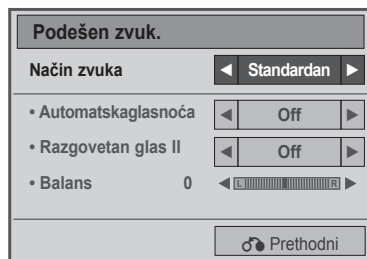 Podešen zvuk.
Način zvuka ◄ Standardan ►
• Automatskaglasnoća ◄ Off ►
• Razgovetan glas II ◄ Off ►
• Balans 0 ◄ L R ►
Prethodni